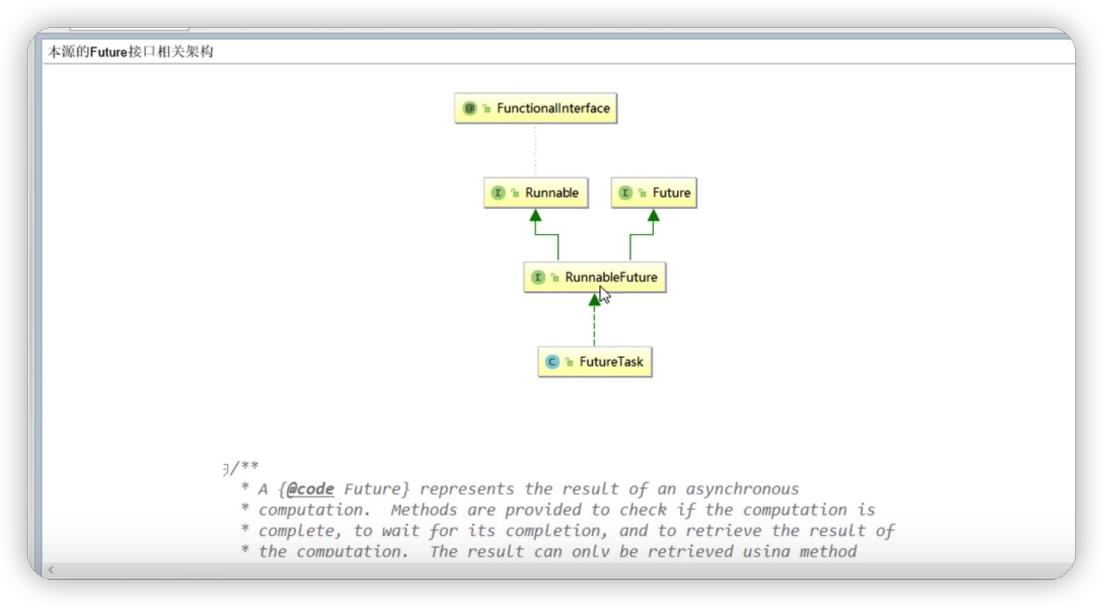 本源的Future接口相关架构
FunctionalInterface
Runnable
Future
RunnableFuture
FutureTask
/**
* A {@code Future} represents the result of an asynchronous
* computation. Methods are provided to check if the computation is
* complete, to wait for its completion, and to retrieve the result of
* the computation. The result can only be retrieved using method